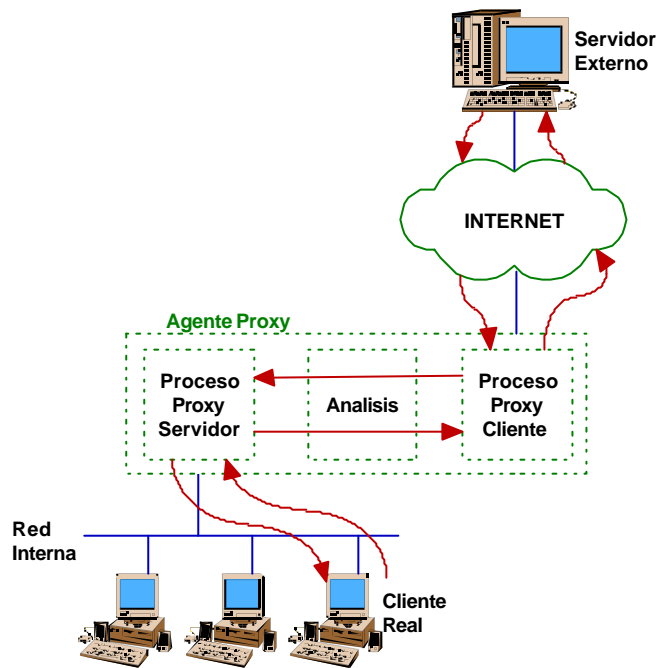 Servidor
Externo
INTERNET
Agente Proxy
Proceso
Proxy
Servidor
Analisis
Proceso
Proxy
Cliente
Red
Interna
Cliente
Real